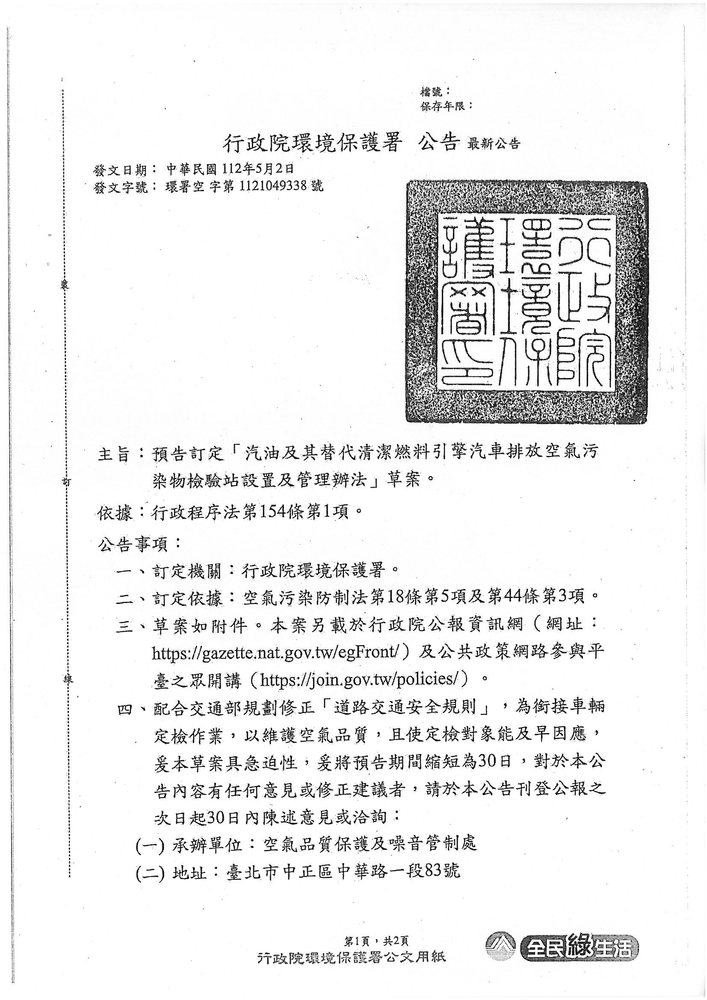 檔號：
保存年限：
行政院環境保護署 公告 最新公告
發文日期： 中華民國 112年5月2日
發文字號： 環署空 字第 1121049338 號
行政院環境保護署印
主旨：預告訂定「汽油及其替代清潔燃料引擎汽車排放空氣污
染物檢驗站設置及管理辦法」草案。
依據：行政程序法第154條第1項。
公告事項：
一、訂定機關：行政院環境保護署。
二、訂定依據：空氣污染防制法第18條第5項及第44條第3項。
三、草案如附件。本案另載於行政院公報資訊網（網址：
https://gazette.nat.gov.tw/egFront/）及公共政策網路參與平
臺之眾開講（https://join.gov.tw/policies/）。
四、配合交通部規劃修正「道路交通安全規則」，為銜接車輛
定檢作業，以維護空氣品質，且使定檢對象能及早因應，
爰本草案具急迫性，爰將預告期間縮短為30日，對於本公
告內容有任何意見或修正建議者，請於本公告刊登公報之
次日起30日內陳述意見或洽詢：
(一) 承辦單位：空氣品質保護及噪音管制處
(二) 地址：臺北市中正區中華路一段83號
裝
訂
線
第1頁，共2頁
行政院環境保護署公文用紙
全民綠生活